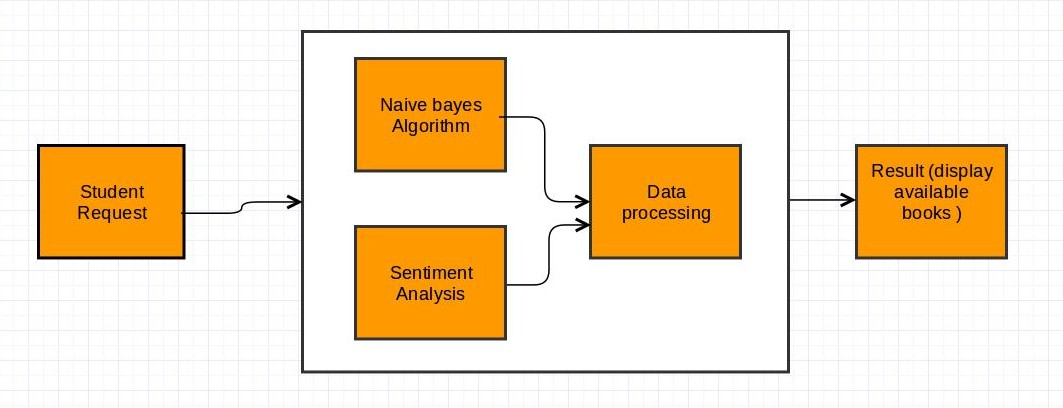 Student
Request
Naive bayes
Algorithm
Sentiment
Analysis
Data
processing
Result (display
available
books )